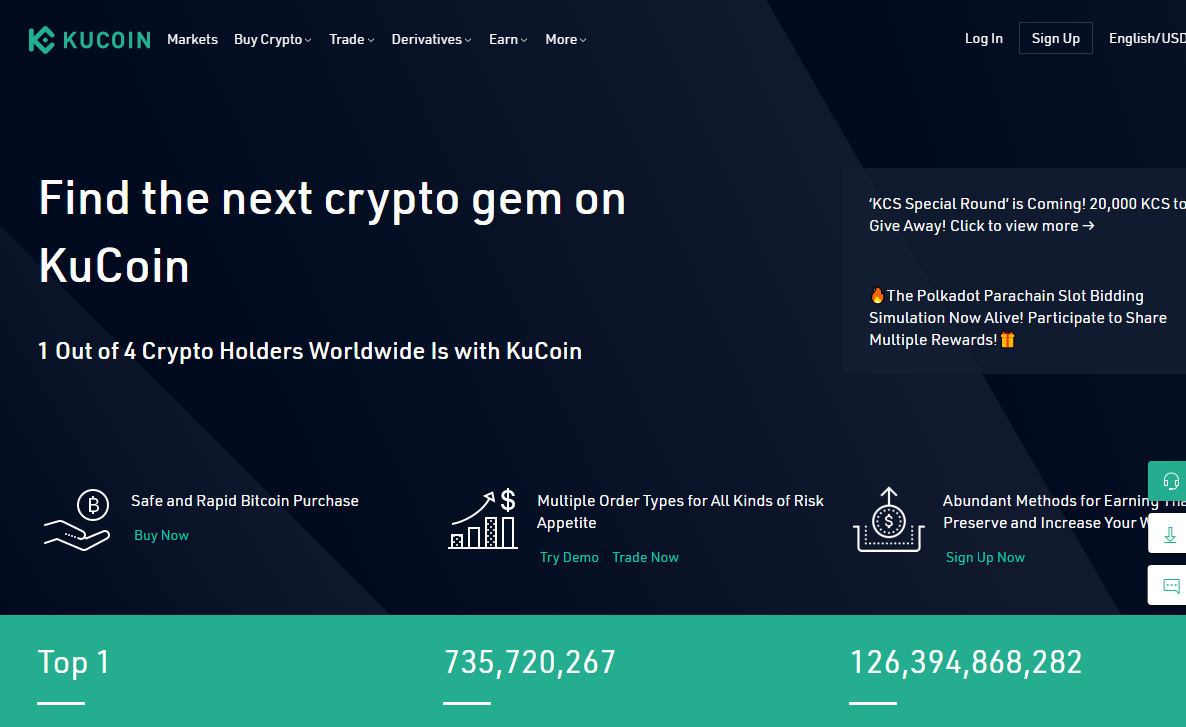 KUCOIN Markets Buy Crypto Trade Derivatives Earn More Log In Sign Up English/USD
Find the next crypto gem on
KuCoin
1 Out of 4 Crypto Holders Worldwide Is with KuCoin
‘KCS Special Round’ is Coming! 20,000 KCS to
Give Away! Click to view more →
🔥The Polkadot Parachain Slot Bidding
Simulation Now Alive! Participate to Share
Multiple Rewards!🎁
Safe and Rapid Bitcoin Purchase
Buy Now
Multiple Order Types for All Kinds of Risk
Appetite
Try Demo Trade Now
Abundant Methods for Earning
Preserve and Increase Your
Sign Up Now
Top 1
735,720,267
126,394,868,282